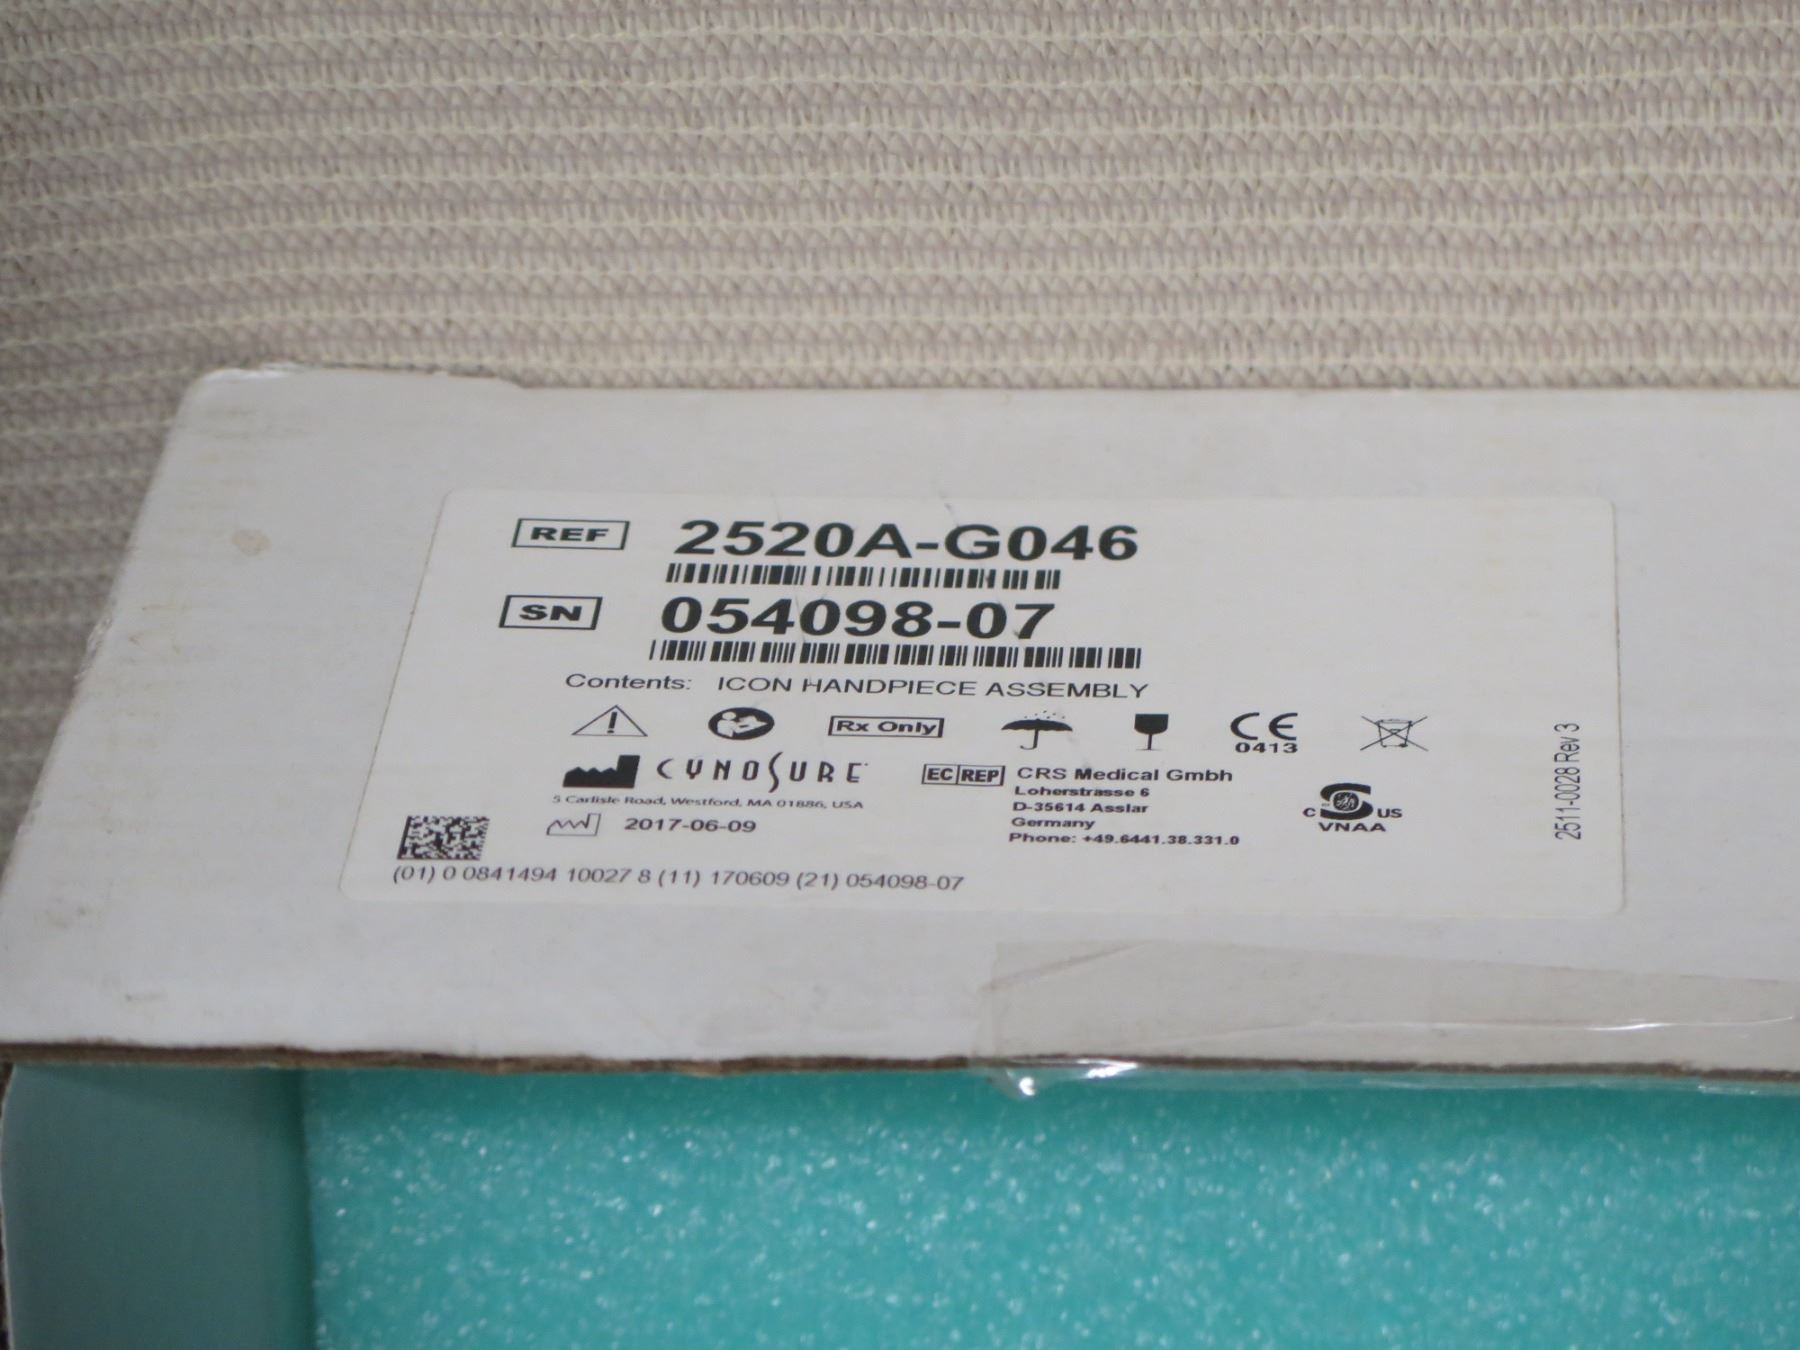 REF 2520A-G046
SN 054098-07
Contents: ICON HANDPIECE ASSEMBLY
Rx Only
CE
0413
CYNOSURE
5 Carlisle Road, Westford, MA 01886, USA
2017-06-09
EC REP CRS Medical Gmbh
Loherstrasse 6
D-35614 Asslar
Germany
Phone: +49.6441.38.331.0
C US
VNAA
2511-0028 Rev 3
(01) 0 0841494 10027 8 (11) 170609 (21) 054098-07